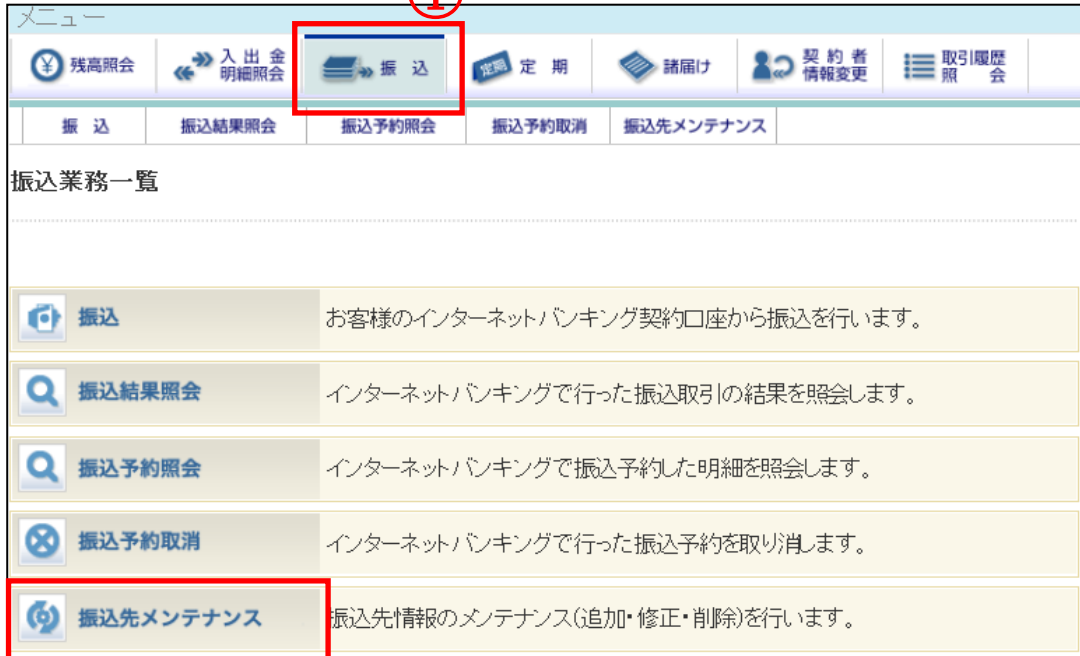 ①
メニュー
残高照会
入出金
明細照会
振込
定期 定期
諸届け
契約者
情報変更
取引履歴
照会
振込 振込結果照会 振込予約照会 振込予約取消 振込先メンテナンス
振込業務一覧
振込 お客様のインターネットバンキング契約口座から振込を行います。
振込結果照会 インターネットバンキングで行った振込取引の結果を照会します。
振込予約照会 インターネットバンキングで振込予約した明細を照会します。
振込予約取消 インターネットバンキングで行った振込予約を取り消します。
振込先メンテナンス 振込先情報のメンテナンス(追加・修正・削除)を行います。